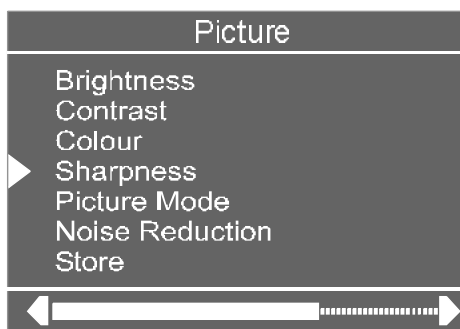 Picture
Brightness
Contrast
Colour
Sharpness
Picture Mode
Noise Reduction
Store